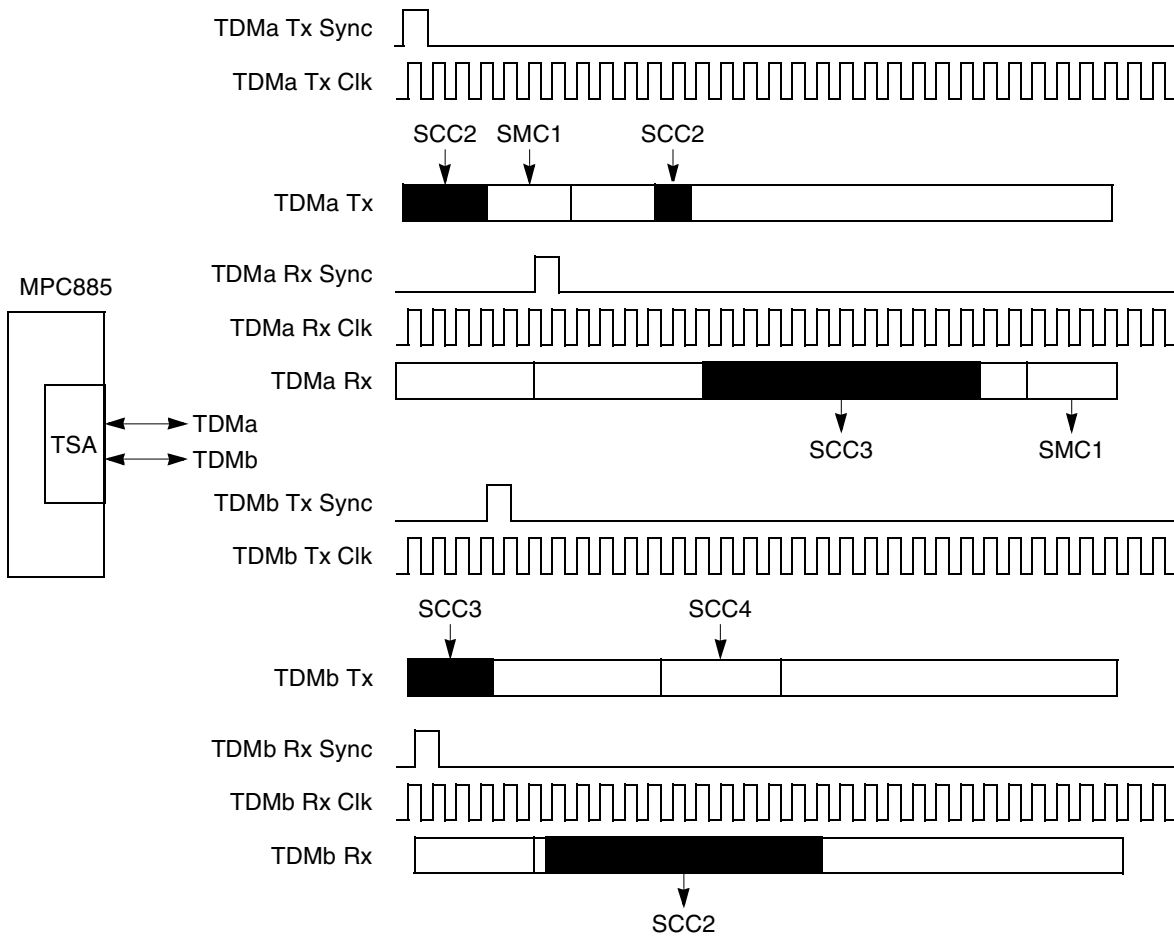 TDMa Tx Sync
TDMa Tx Clk
SCC2 SMC1 SCC2
TDMa Tx
TDMa Rx Sync
MPC885
TDMa Rx Clk
TDMa Rx
TSA
TDMa
TDMb
SCC3 SMC1
TDMb Tx Sync
TDMb Tx Clk
SCC3 SCC4
TDMb Tx
TDMb Rx Sync
TDMb Rx Clk
TDMb Rx
SCC2